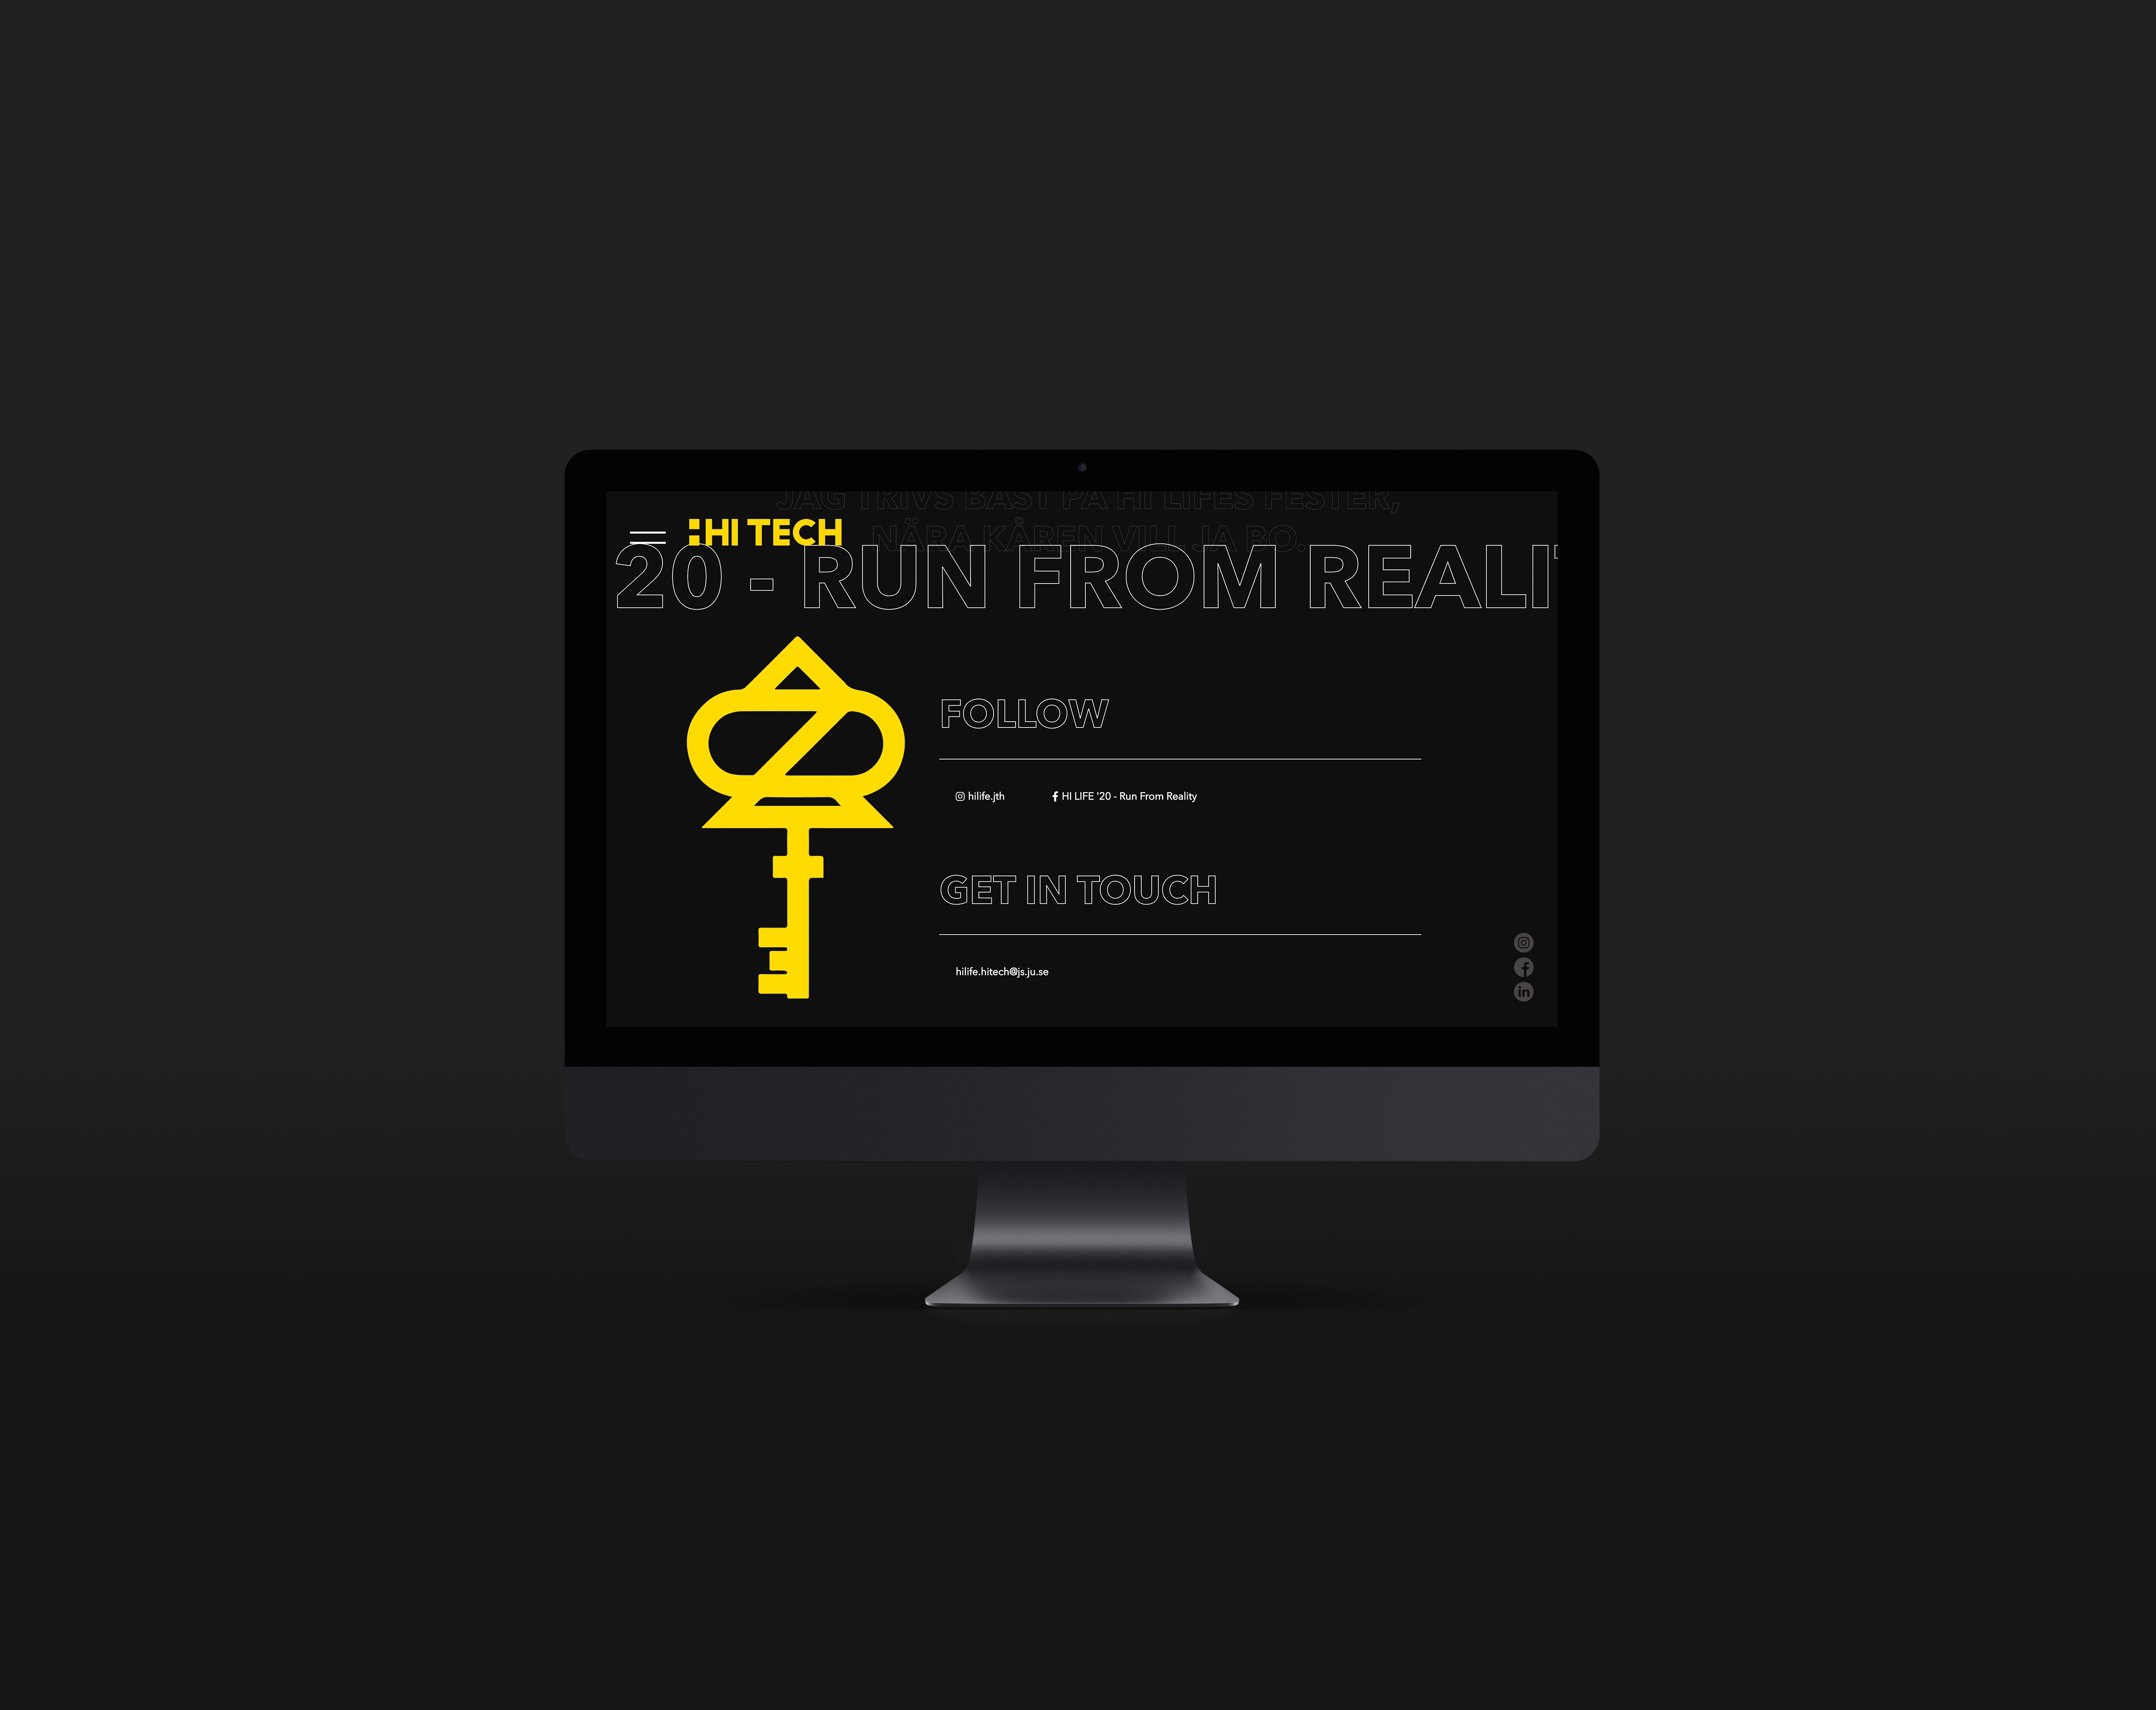 JAG TRIVS BÄST PÅ HI LIFES FESTER,
NÄRA KÅREN VILL JA BO.
HI TECH
20 - RUN FROM REALIT
FOLLOW
hilife.jth
HI LIFE '20 - Run From Reality
GET IN TOUCH
hilife.hitech@js.ju.se